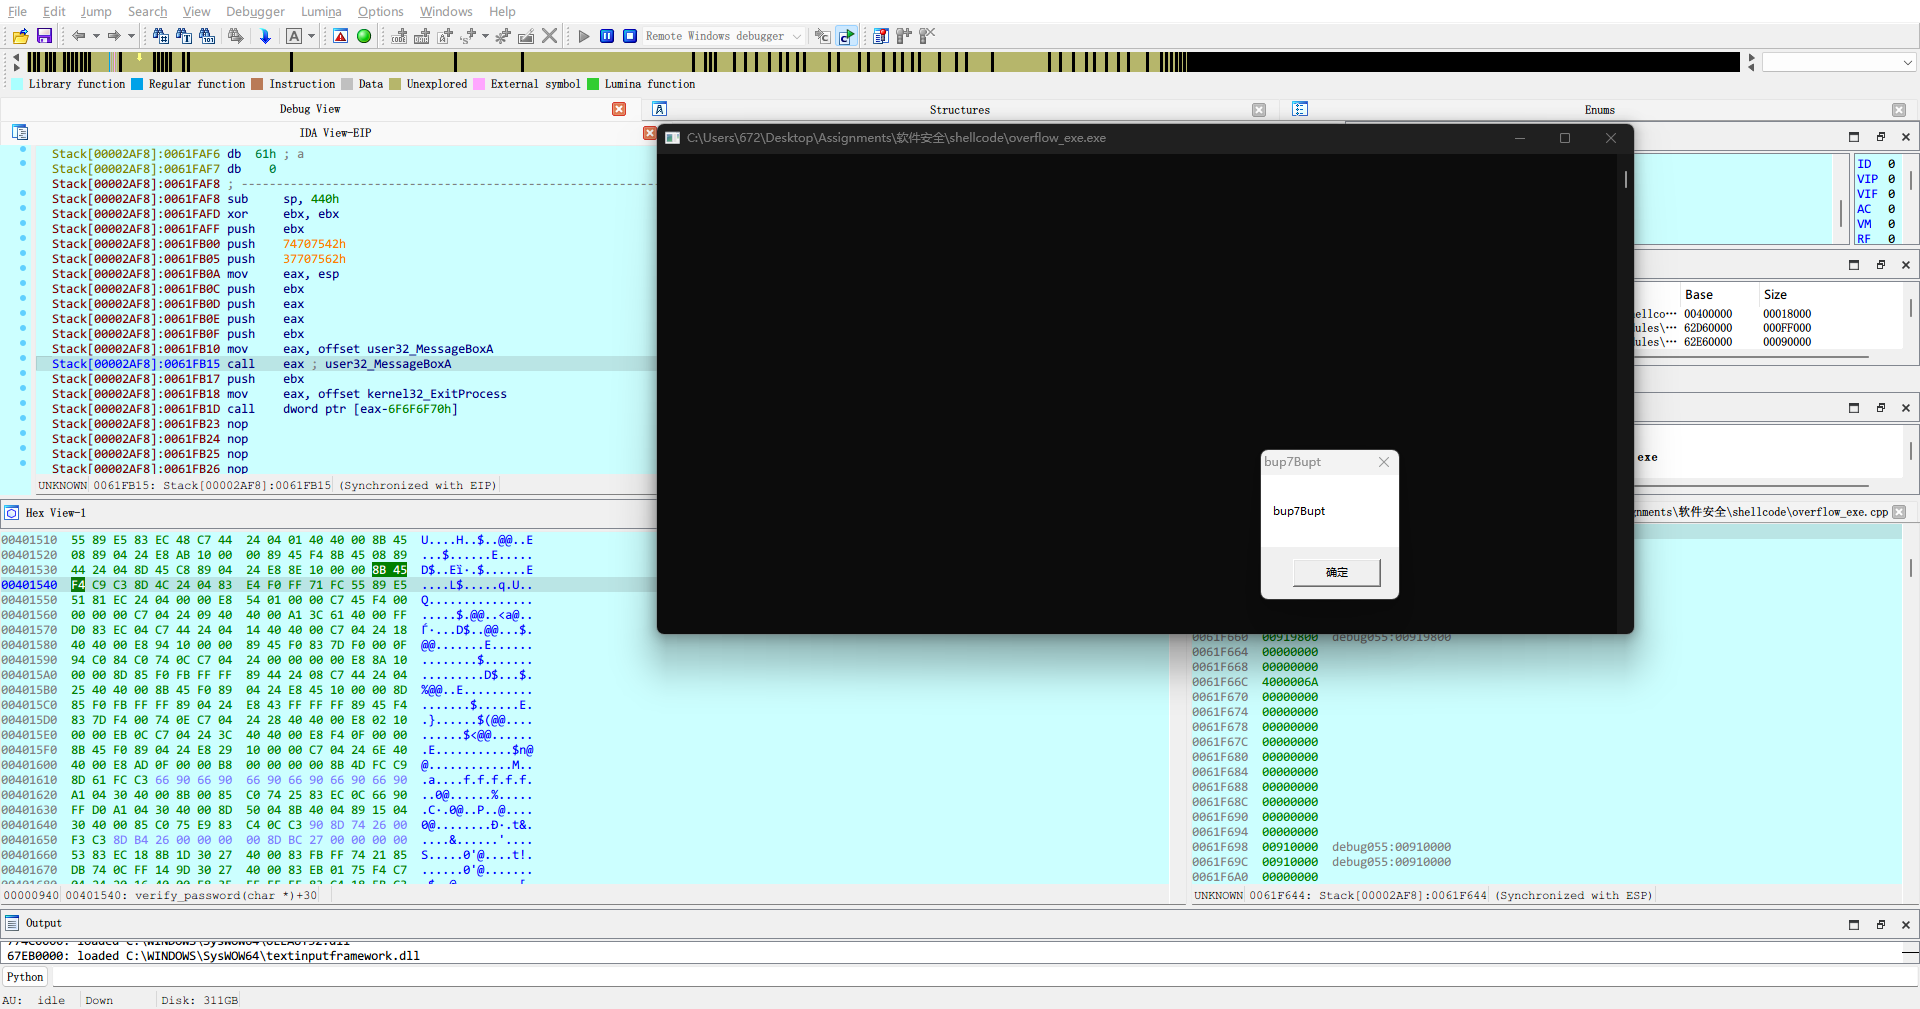 File Edit Jump Search View Debugger Lumina Options Windows Help
Remote Windows debugger
Library function Regular function Instruction Data Unexplored External symbol Lumina function
Debug View
Structures
Enums
IDA View-EIP
Stack[00002AF8]:0061FAF6 db 61h ; a
Stack[00002AF8]:0061FAF7 db 0
Stack[00002AF8]:0061FAF8 ; -----------------------------------------------------------
Stack[00002AF8]:0061FAF8 sub sp, 440h
Stack[00002AF8]:0061FAFD xor ebx, ebx
Stack[00002AF8]:0061FAFF push ebx
Stack[00002AF8]:0061FB00 push 74707542h
Stack[00002AF8]:0061FB05 push 37707562h
Stack[00002AF8]:0061FB0A mov eax, esp
Stack[00002AF8]:0061FB0C push ebx
Stack[00002AF8]:0061FB0D push eax
Stack[00002AF8]:0061FB0E push eax
Stack[00002AF8]:0061FB0F push ebx
Stack[00002AF8]:0061FB10 mov eax, offset user32_MessageBoxA
Stack[00002AF8]:0061FB15 call eax ; user32_MessageBoxA
Stack[00002AF8]:0061FB17 push ebx
Stack[00002AF8]:0061FB18 mov eax, offset kernel32_ExitProcess
Stack[00002AF8]:0061FB1D call dword ptr [eax-6F6F6F70h]
Stack[00002AF8]:0061FB23 nop
Stack[00002AF8]:0061FB24 nop
Stack[00002AF8]:0061FB25 nop
Stack[00002AF8]:0061FB26 nop
UNKNOWN 0061FB15: Stack[00002AF8]:0061FB15 (Synchronized with EIP)
C:\Users\672\Desktop\Assignments\软件安全\shellcode\overflow_exe.exe
bup7Bupt
bup7Bupt
确定
ID 0
VIP 0
VIF 0
AC 0
VM 0
RF 0
Base Size
ellco··· 00400000 00018000
ules\··· 62D60000 000FF000
ules\··· 62E60000 00090000
exe
nments\软件安全\shellcode\overflow_exe.cpp
Hex View-1
00401510 55 89 E5 83 EC 48 C7 44 24 04 01 40 40 00 8B 45 U....H..$..@@..E
00401520 08 89 04 24 E8 AB 10 00 00 89 45 F4 8B 45 08 89 ...$......E.....
00401530 44 24 04 8D 45 C8 89 04 24 E8 8E 10 00 00 8B 45 D$..Eï·.$......E
00401540 F4 C9 C3 8D 4C 24 04 83 E4 F0 FF 71 FC 55 89 E5 ....L$.....q.U..
00401550 51 81 EC 24 04 00 00 E8 54 01 00 00 C7 45 F4 00 Q...............
00401560 00 00 00 C7 04 24 09 40 40 00 A1 3C 61 40 00 FF .....$.@@..<a@..
00401570 D0 83 EC 04 C7 44 24 04 14 40 40 00 C7 04 24 18 ѓ·...D$..@@...$.
00401580 40 40 00 E8 94 10 00 00 89 45 F0 83 7D F0 00 0F @@.......E......
00401590 94 C0 84 C0 74 0C C7 04 24 00 00 00 00 E8 8A 10 ........$.......
004015A0 00 00 8D 85 F0 FB FF FF 89 44 24 08 C7 44 24 04 .........D$...$.
004015B0 25 40 40 00 8B 45 F0 89 04 24 E8 45 10 00 00 8D %@@..E..........
004015C0 85 F0 FB FF FF 89 04 24 E8 43 FF FF FF 89 45 F4 .......$......E.
004015D0 83 7D F4 00 74 0E C7 04 24 28 40 40 00 E8 02 10 .}......$(@@....
004015E0 00 00 EB 0C C7 04 24 3C 40 40 00 E8 F4 0F 00 00 ......$<@@......
004015F0 8B 45 F0 89 04 24 E8 29 10 00 00 C7 04 24 6E 40 .E...........$n@
00401600 40 00 E8 AD 0F 00 00 B8 00 00 00 00 8B 4D FC C9 @............M..
00401610 8D 61 FC C3 66 90 66 90 66 90 66 90 66 90 66 90 .a....f.f.f.f.f.
00401620 A1 04 30 40 00 8B 00 85 C0 74 25 83 EC 0C 66 90 ..0@......%.....
00401630 FF D0 A1 04 30 40 00 8D 50 04 8B 40 04 89 15 04 .C·.0@..P..@....
00401640 30 40 00 85 C0 75 E9 83 C4 0C C3 90 8D 74 26 00 0@........Đ·.t&.
00401650 F3 C3 8D B4 26 00 00 00 00 8D BC 27 00 00 00 00 ....&......'....
00401660 53 83 EC 18 8B 1D 30 27 40 00 83 FB FF 74 21 85 S.....0'@....t!.
00401670 DB 74 0C FF 14 9D 30 27 40 00 83 EB 01 75 F4 C7 ......0'@.......
00000940 00401540: verify_password(char *)+30
0061F660 00919800 debug055:00919800
0061F664 00000000
0061F668 00000000
0061F66C 4000006A
0061F670 00000000
0061F674 00000000
0061F678 00000000
0061F67C 00000000
0061F680 00000000
0061F684 00000000
0061F688 00000000
0061F68C 00000000
0061F690 00000000
0061F694 00000000
0061F698 00910000 debug055:00910000
0061F69C 00910000 debug055:00910000
0061F6A0 00000000
UNKNOWN 0061F644: Stack[00002AF8]:0061F644 (Synchronized with ESP)
Output
67EB0000: loaded C:\WINDOWS\SysWOW64\textinputframework.dll
Python
AU: idle Down Disk: 311GB